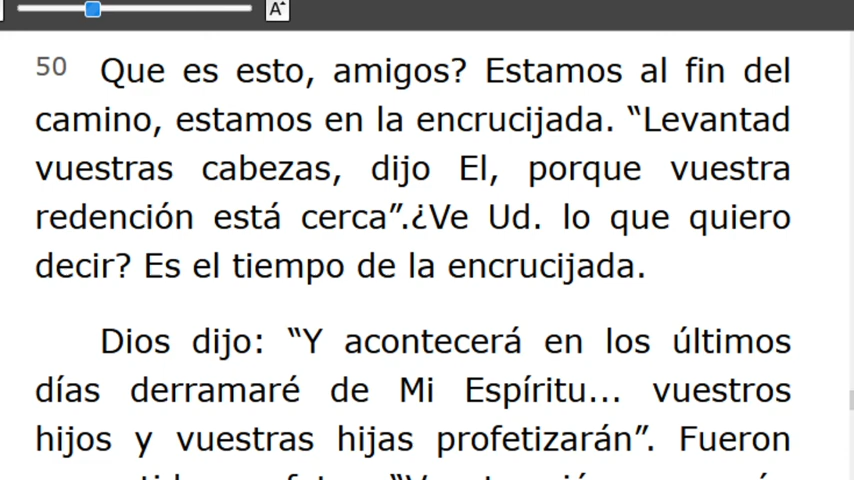 A
50 Que es esto, amigos? Estamos al fin del
camino, estamos en la encrucijada. “Levantad
vuestras cabezas, dijo El, porque vuestra
redención está cerca”.¿Ve Ud. lo que quiero
decir? Es el tiempo de la encrucijada.
Dios dijo: “Y acontecerá en los últimos
días derramaré de Mi Espíritu... vuestros
hijos y vuestras hijas profetizarán”. Fueron